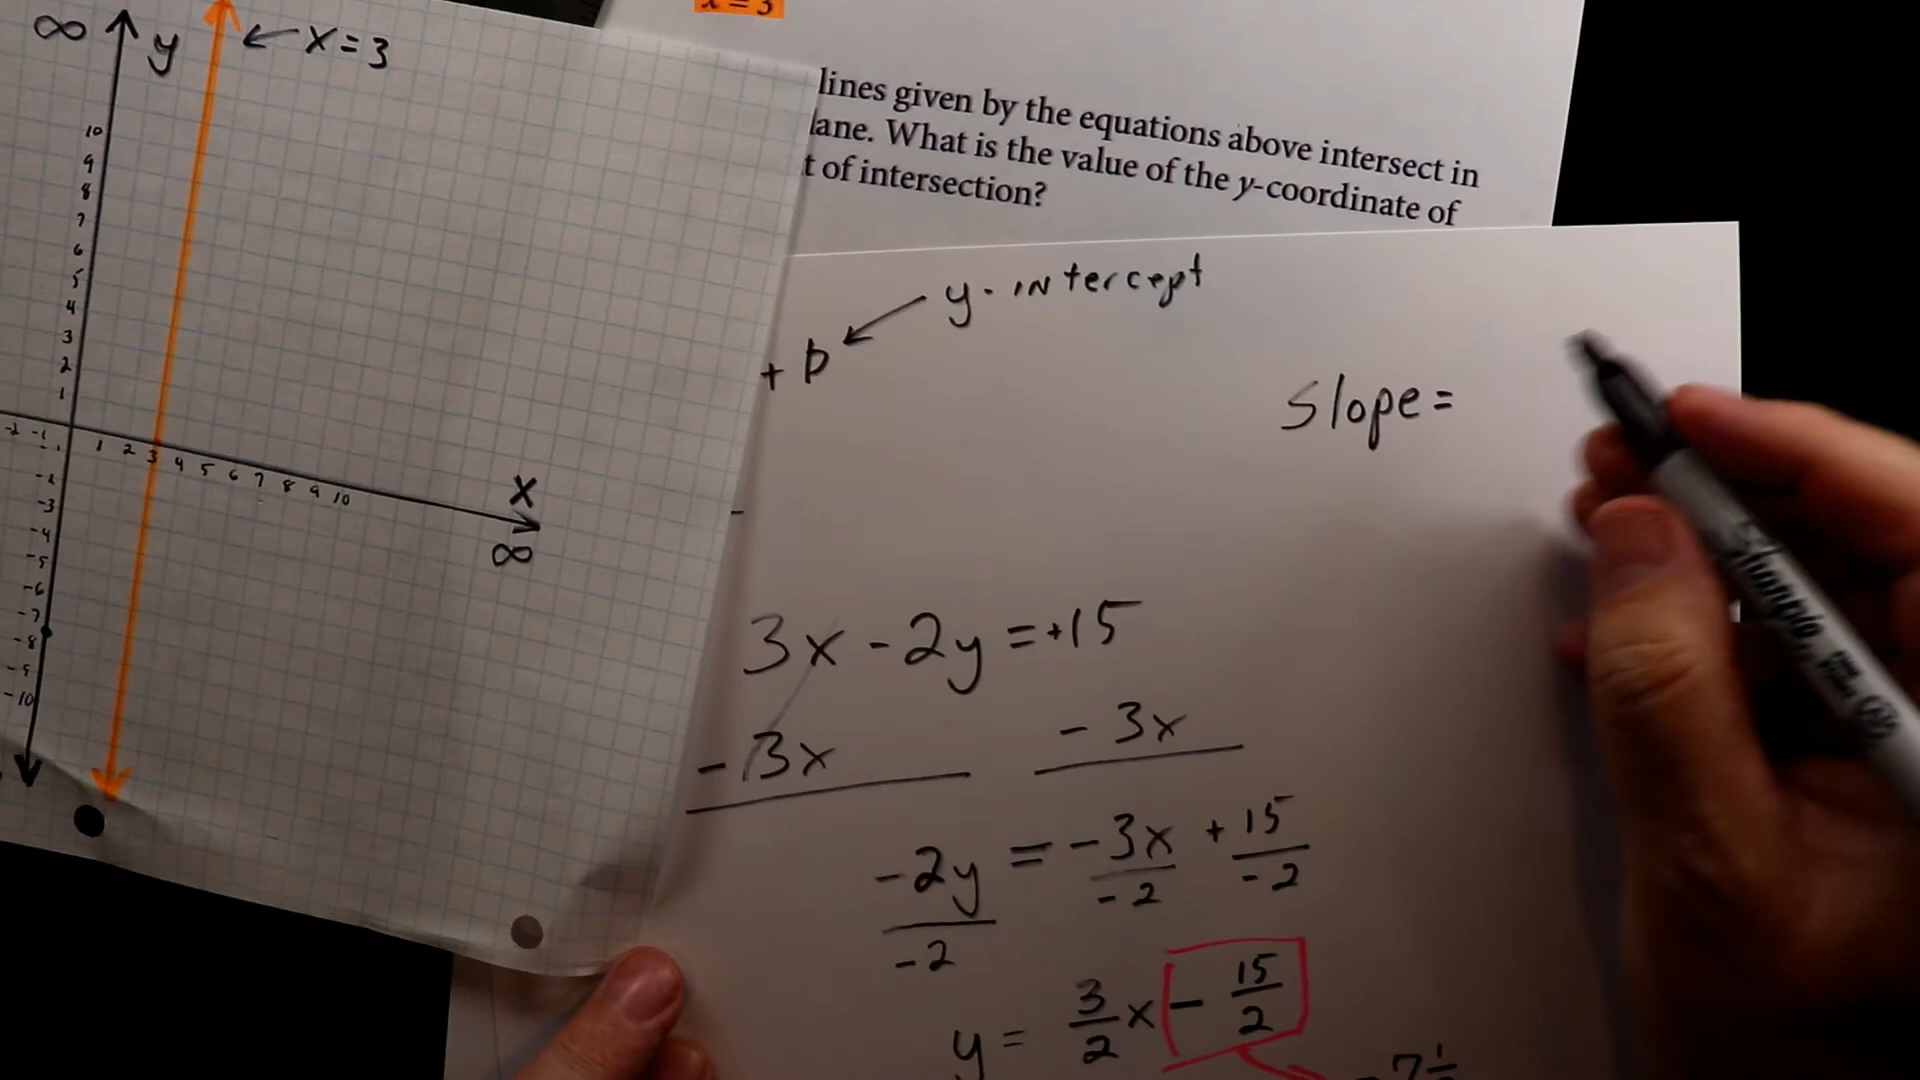 x = 3
lines given by the equations above intersect in
lane. What is the value of the y-coordinate of
t of intersection?
∞ y ← x = 3
10
9
8
7
6
5
4
3
2
1
-2 -1 1 2 3 4 5 6 7 8 9 10
-1
-2
-3
-4
-5
-6
-7
-8
-9
-10
x
∞
y-intercept
+ b
slope =
3x - 2y = +15
- 3x - 3x
-2y = -3x + 15
-2 -2 -2
y = 3/2 x - 15/2
Sharpie